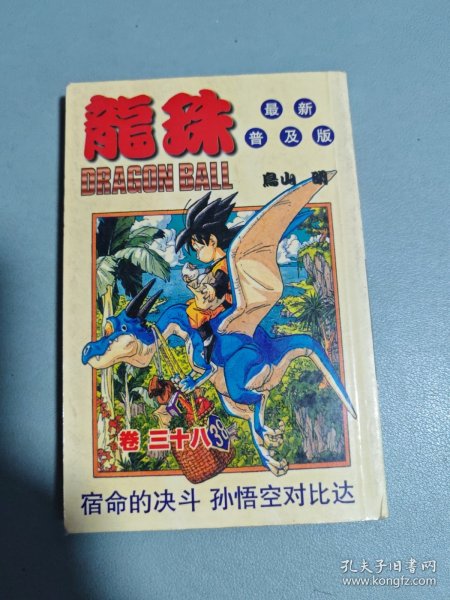 龍珠
最新
普及版
DRAGON BALL
鳥山 明
卷 三十八 38
宿命的决斗 孙悟空对比达
孔夫子旧书网
www.kongfz.com